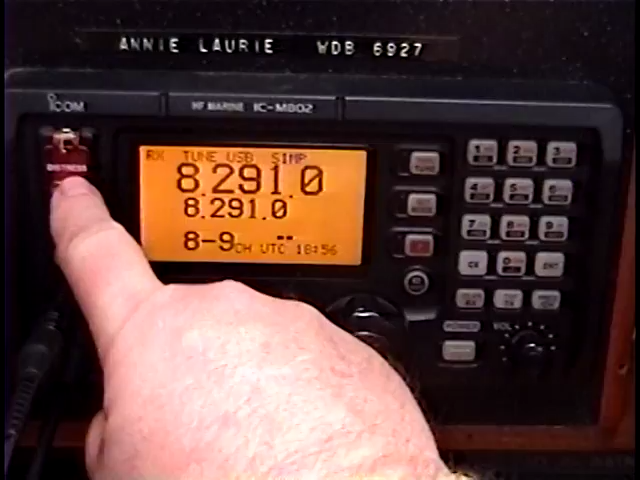 ANNIE LAURIE WDB 6927
ICOM HF MARINE IC-M802
DISTRESS
RX TUNE USB SIMP
8.291.0
8.291.0
8-9 CH UTC -- 18:56
1 2 3
4 5 6
7 8 9
CE 0 ENT
POWER VOL